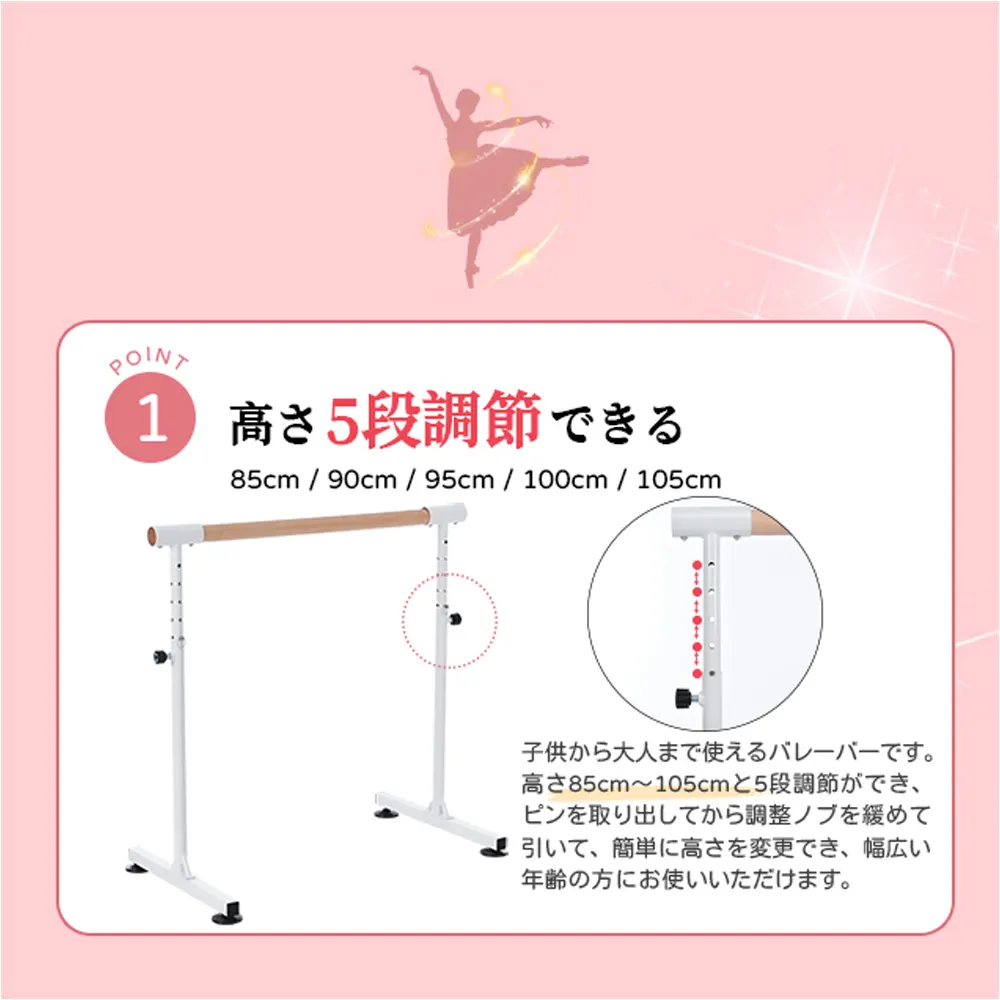 POINT
1
高さ5段調節できる
85cm / 90cm / 95cm / 100cm / 105cm
子供から大人まで使えるバレーバーです。
高さ85cm～105cmと5段調節ができ、
ピンを取り出してから調整ノブを緩めて
引いて、簡単に高さを変更でき、幅広い
年齢の方にお使いいただけます。